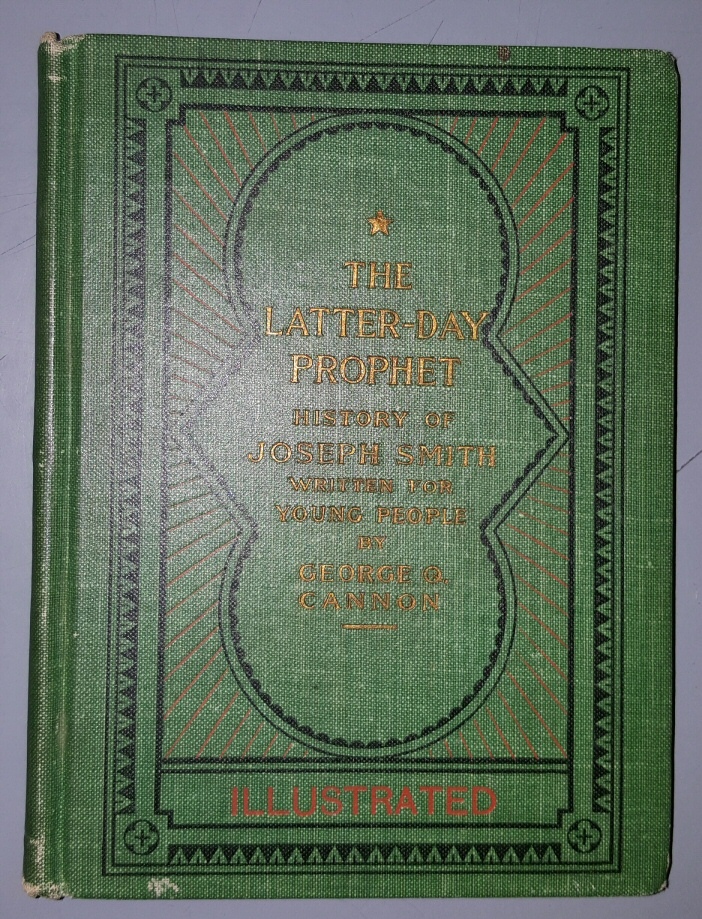 THE
LATTER-DAY
PROPHET
HISTORY OF
JOSEPH SMITH
WRITTEN FOR
YOUNG PEOPLE
BY
GEORGE Q.
CANNON
ILLUSTRATED